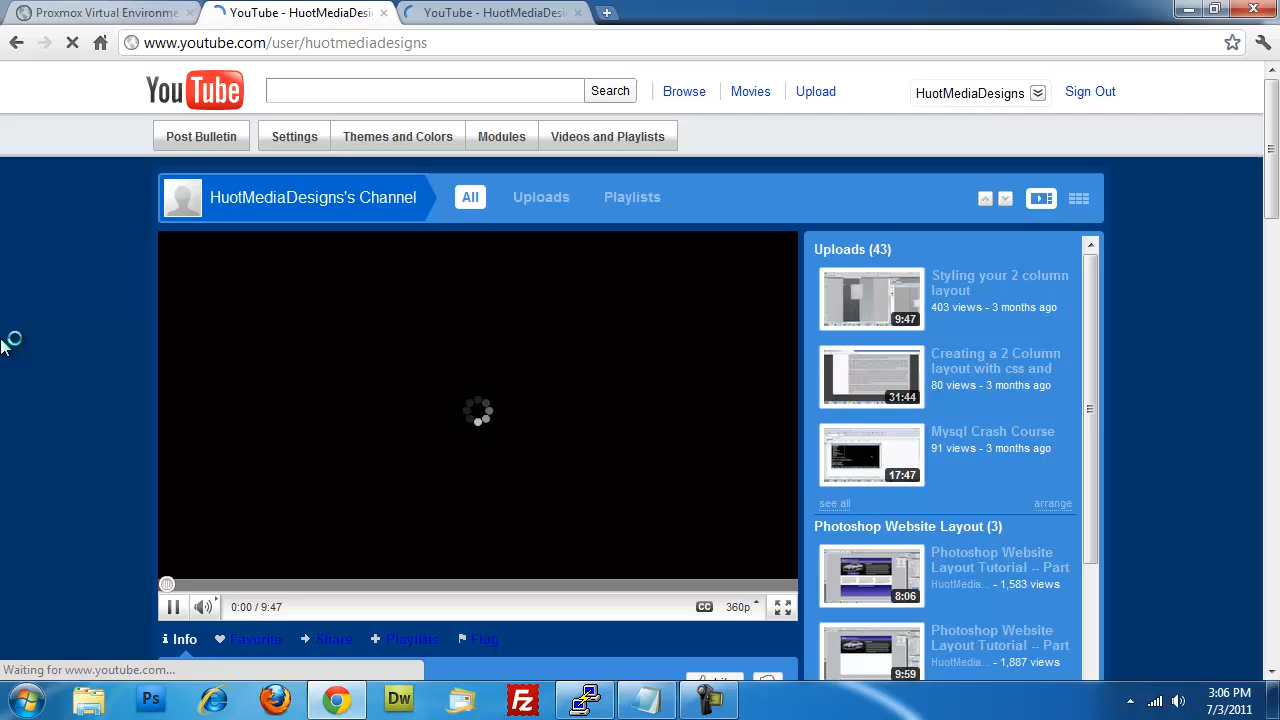 Proxmox Virtual Environme
YouTube - HuotMediaDesi
YouTube - HuotMediaDesi
www.youtube.com/user/huotmediadesigns
YouTube
Search
Browse
Movies
Upload
HuotMediaDesigns
Sign Out
Post Bulletin
Settings
Themes and Colors
Modules
Videos and Playlists
HuotMediaDesigns's Channel
All
Uploads
Playlists
Uploads (43)
Styling your 2 column
layout
403 views - 3 months ago
9:47
Creating a 2 Column
layout with css and
80 views - 3 months ago
31:44
Mysql Crash Course
91 views - 3 months ago
17:47
see all
arrange
Photoshop Website Layout (3)
Photoshop Website
Layout Tutorial -- Part
HuotMedia... - 1,583 views
8:06
Photoshop Website
Layout Tutorial -- Part
HuotMedia... - 1,887 views
9:59
0:00 / 9:47
CC
360p
Info
Favorite
Share
Playlists
Flag
Waiting for www.youtube.com...
Ps
Dw
Fz
3:06 PM
7/3/2011